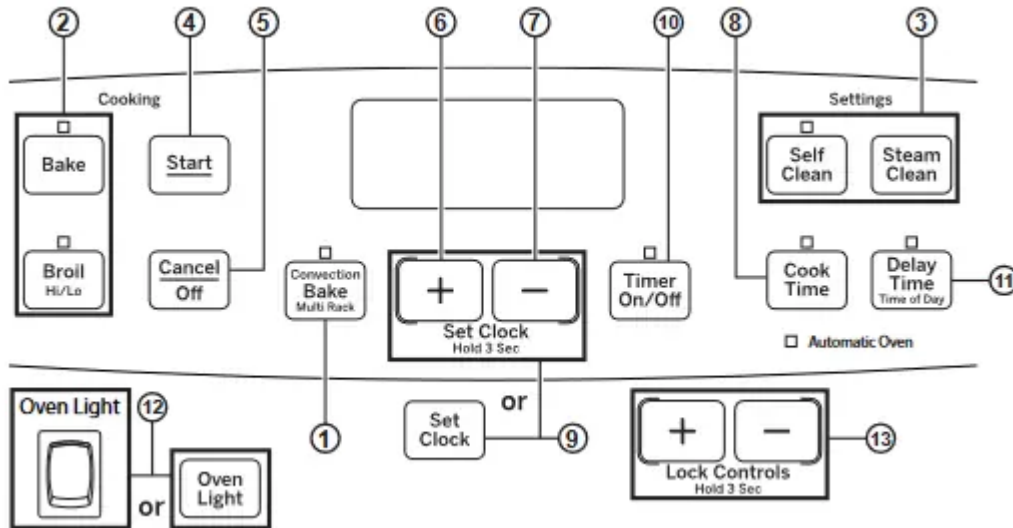 2
4
5
6
7
10
8
3
Cooking
Settings
Bake
Start
Self
Clean
Steam
Clean
Broil
Hi/Lo
Cancel
Off
Convection
Bake
Multi Rack
+
−
Set Clock
Hold 3 Sec
Timer
On/Off
Cook
Time
Delay
Time
Time of Day
11
Automatic Oven
Oven Light
12
or
Oven
Light
1
Set
Clock
or
9
+
−
Lock Controls
Hold 3 Sec
13